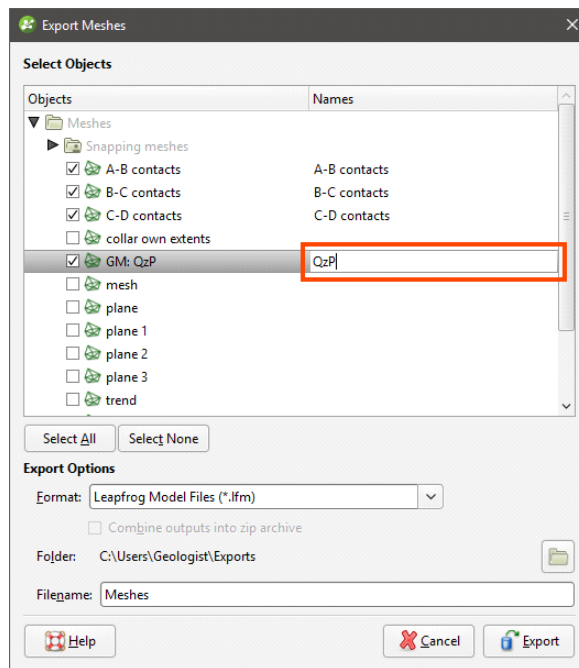 Export Meshes
Select Objects
Objects Names
Meshes
Snapping meshes
A-B contacts A-B contacts
B-C contacts B-C contacts
C-D contacts C-D contacts
collar own extents
GM: QzP QzP
mesh
plane
plane 1
plane 2
plane 3
trend
Select All Select None
Export Options
Format: Leapfrog Model Files (*.lfm)
Combine outputs into zip archive
Folder: C:\Users\Geologist\Exports
Filename: Meshes
Help Cancel Export